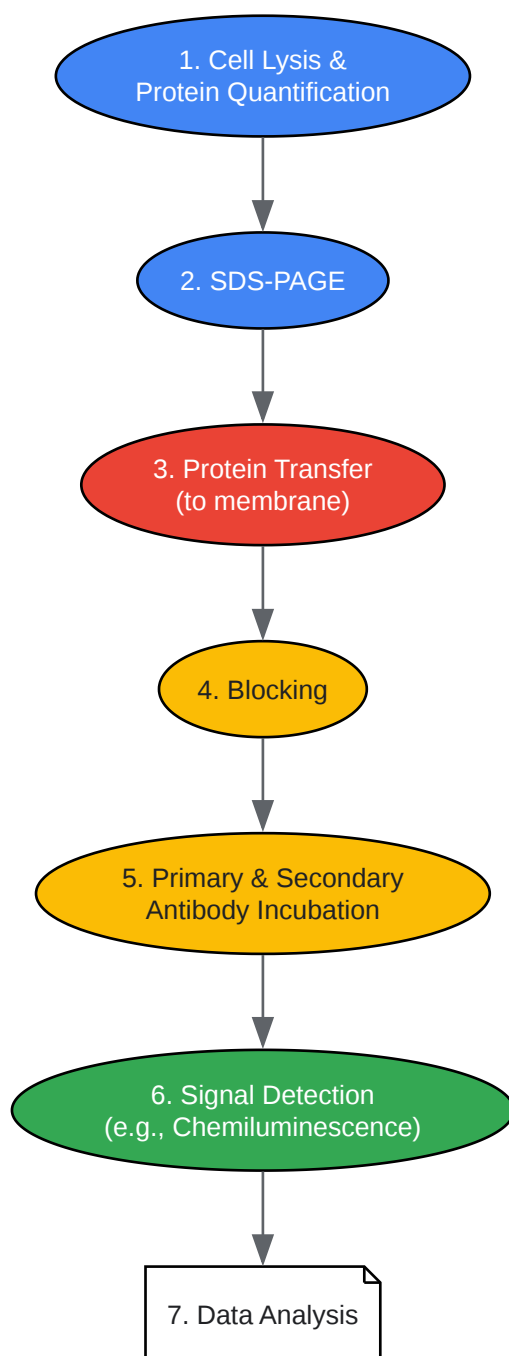 1. Cell Lysis &
Protein Quantification
2. SDS-PAGE
3. Protein Transfer
(to membrane)
4. Blocking
5. Primary & Secondary
Antibody Incubation
6. Signal Detection
(e.g., Chemiluminescence)
7. Data Analysis